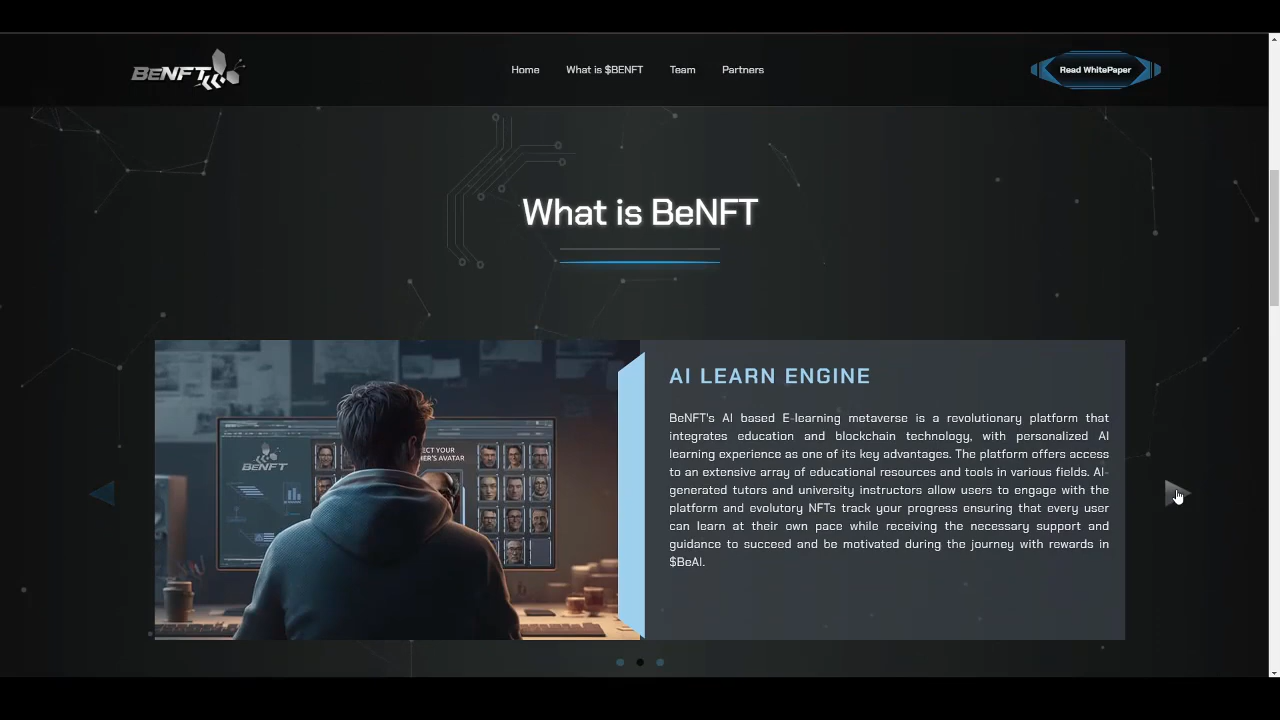 BeNFT
Home
What is $BENFT
Team
Partners
Read WhitePaper
What is BeNFT
BENFT
AI LEARN ENGINE
BeNFT's AI based E-learning metaverse is a revolutionary platform that
integrates education and blockchain technology, with personalized AI
learning experience as one of its key advantages. The platform offers access
to an extensive array of educational resources and tools in various fields. AI-
generated tutors and university instructors allow users to engage with the
platform and evolutory NFTs track your progress ensuring that every user
can learn at their own pace while receiving the necessary support and
guidance to succeed and be motivated during the journey with rewards in
$BeAI.